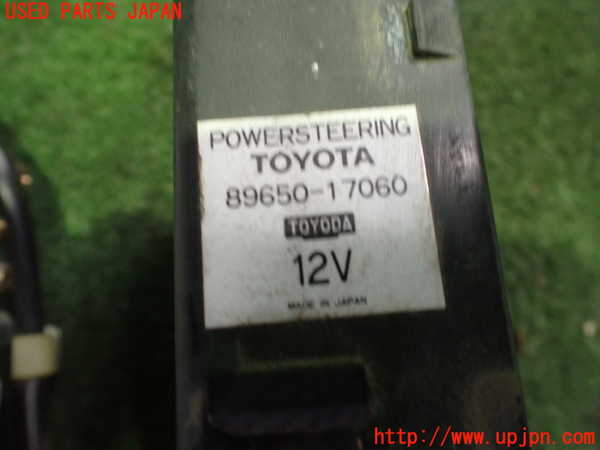 USED PARTS JAPAN
POWERSTEERING
TOYOTA
89650-17060
TOYODA
12V
MADE IN JAPAN
http://www.upjpn.com/